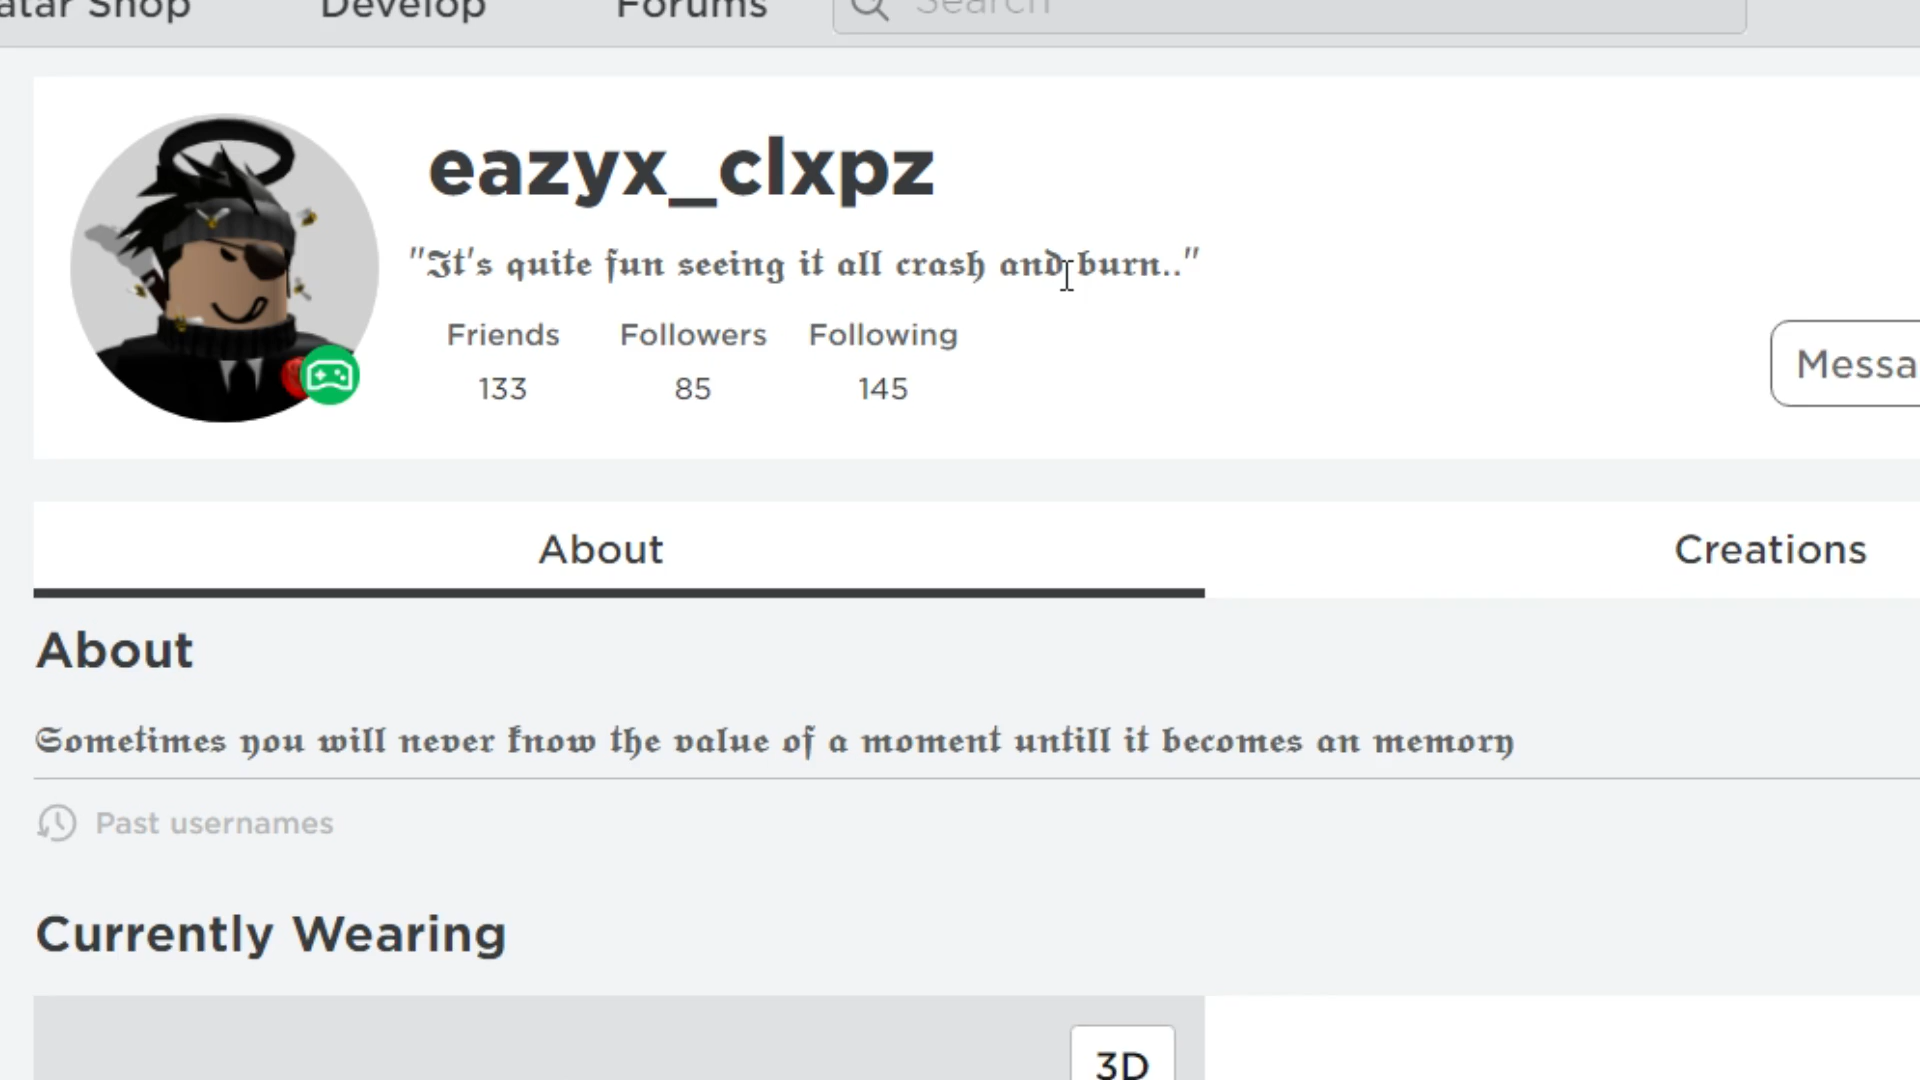 atar Shop Develop Forums Search
eazyx_clxpz
"It's quite fun seeing it all crash and burn.."
Friends Followers Following
133 85 145
Messa
About Creations
About
Sometimes you will never know the value of a moment untill it becomes an memory
Past usernames
Currently Wearing
3D